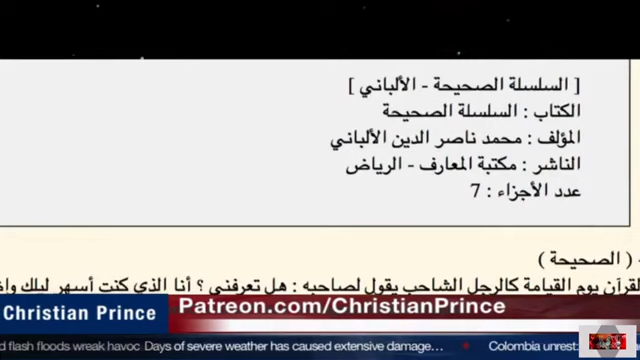 [ السلسلة الصحيحة - الألباني ]
الكتاب : السلسلة الصحيحة
المؤلف : محمد ناصر الدين الألباني
الناشر : مكتبة المعارف - الرياض
عدد الأجزاء : 7
- ( الصحيحة )
القرآن يوم القيامة كالرجل الشاحب يقول لصاحبه : هل تعرفني ؟ أنا الذي كنت أسهر ليلك
Christian Prince
Patreon.com/ChristianPrince
flash floods wreak havoc Days of severe weather has caused extensive damage... Colombia unrest: